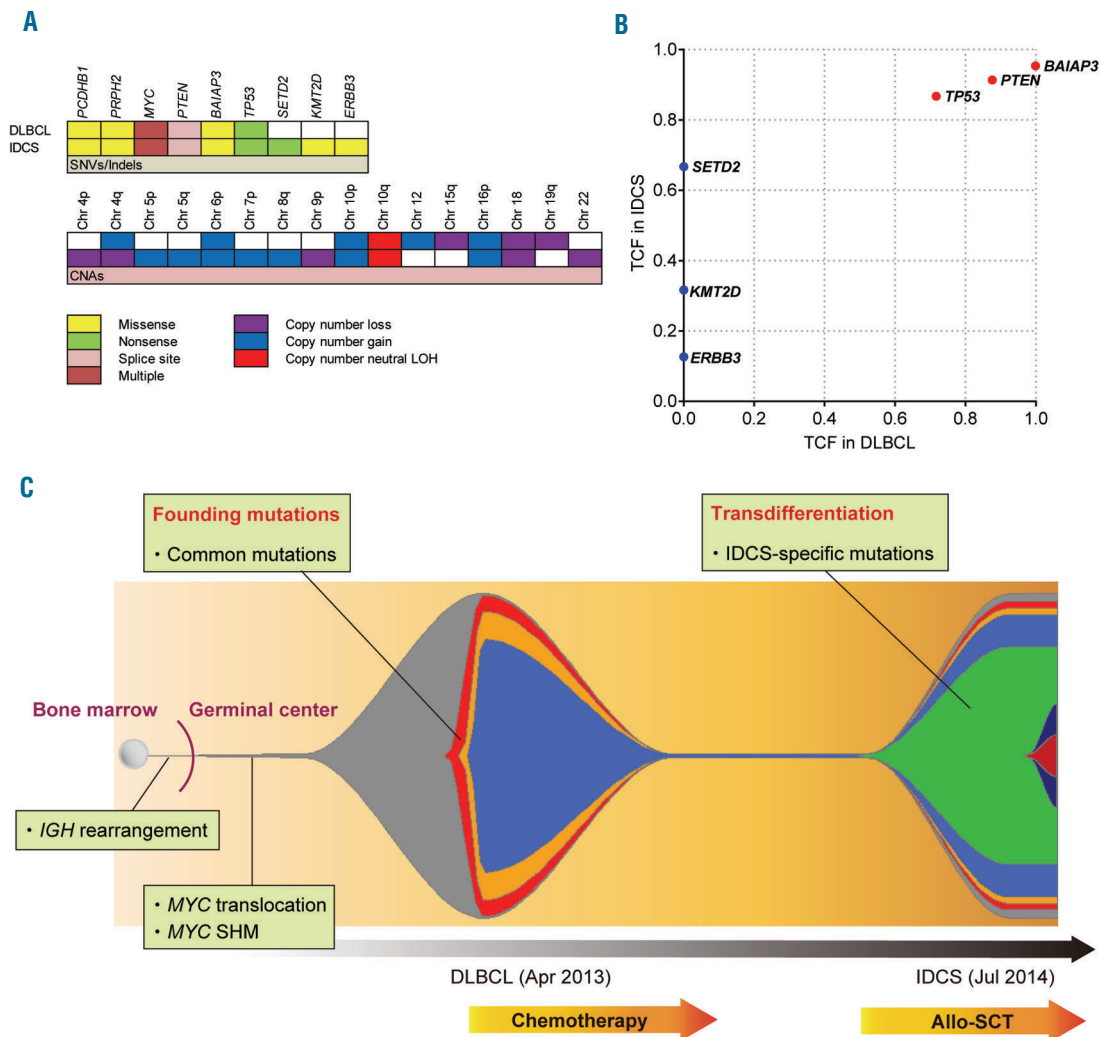 A
PCDHB1
PRPH2
MYC
PTEN
BAIAP3
TP53
SETD2
KMT2D
ERBB3
DLBCL
IDCS
SNVs/Indels
Chr 4p
Chr 4q
Chr 5p
Chr 5q
Chr 6p
Chr 7p
Chr 8q
Chr 9p
Chr 10p
Chr 10q
Chr 12
Chr 15q
Chr 16p
Chr 18
Chr 19q
Chr 22
CNAs
Missense
Nonsense
Splice site
Multiple
Copy number loss
Copy number gain
Copy number neutral LOH
B
TCF in IDCS
1.0
0.8
0.6
0.4
0.2
0.0
BAIAP3
PTEN
TP53
SETD2
KMT2D
ERBB3
0.0 0.2 0.4 0.6 0.8 1.0
TCF in DLBCL
C
Founding mutations
・Common mutations
Transdifferentiation
・IDCS-specific mutations
Bone marrow
Germinal center
・IGH rearrangement
・MYC translocation
・MYC SHM
DLBCL (Apr 2013)
IDCS (Jul 2014)
Chemotherapy
Allo-SCT